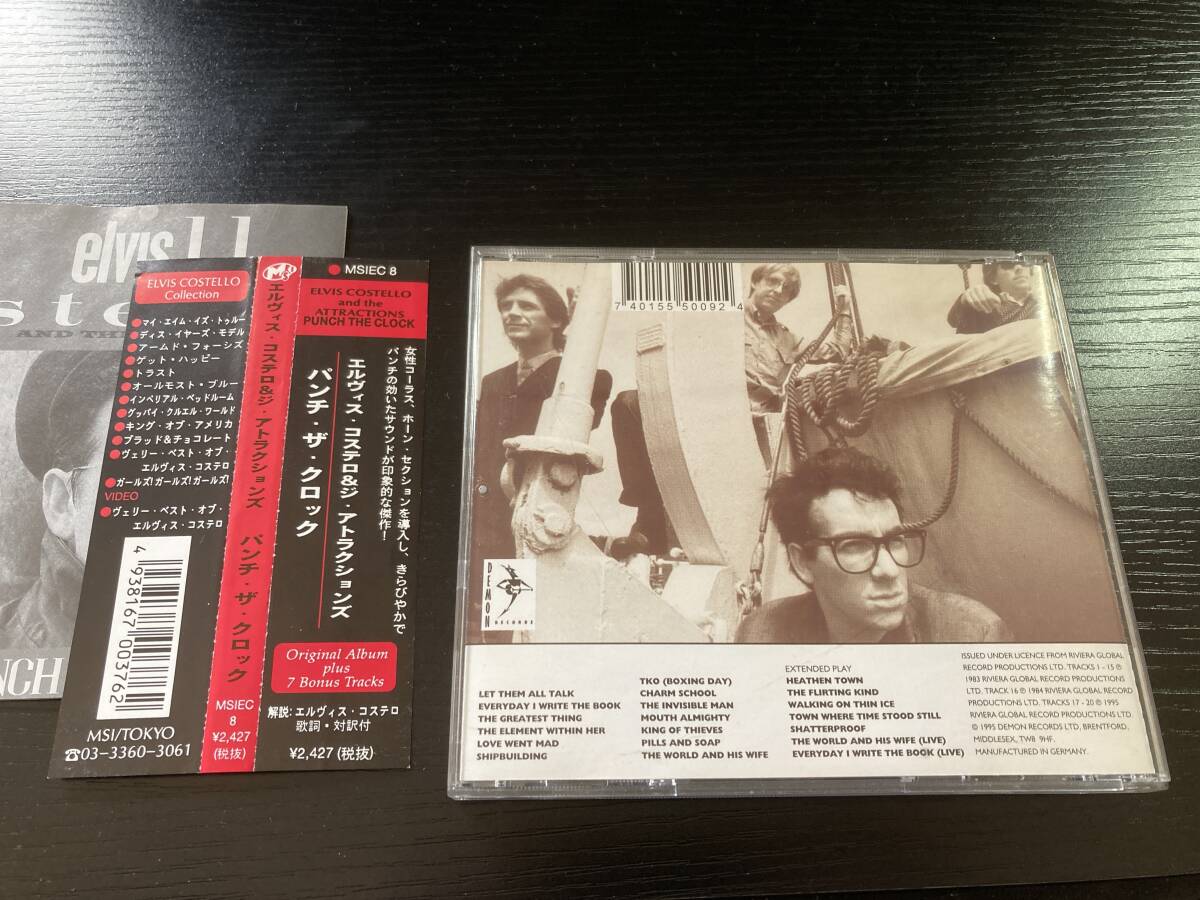 elvis
ste
AND THE
NCH
ELVIS COSTELLO
Collection
●マイ・エイム・イズ・トゥルー
●ディス・イヤーズ・モデル
●アームド・フォーシズ
●ゲット・ハッピー
●トラスト
●オールモスト・ブルー
●インペリアル・ベッドルーム
●グッバイ・クルエル・ワールド
●キング・オブ・アメリカ
●ブラッド&チョコレート
●ヴェリー・ベスト・オブ・
エルヴィス・コステロ
●ガールズ!ガールズ!ガールズ!
VIDEO
●ヴェリー・ベスト・オブ・
エルヴィス・コステロ
4 938167 003762
MSI/TOKYO
☎03-3360-3061
エルヴィス・コステロ&ジ・アトラクションズ パンチ・ザ・クロック
MSIEC
8
¥2,427
(税抜)
● MSIEC 8
ELVIS COSTELLO
and the
ATTRACTIONS
PUNCH THE CLOCK
女性コーラス、ホーン・セクションを導入し、きらびやかで
パンチの効いたサウンドが印象的な傑作!
エルヴィス・コステロ&ジ・アトラクションズ
パンチ・ザ・クロック
Original Album
plus
7 Bonus Tracks
解説:エルヴィス・コステロ
歌詞・対訳付
¥2,427 (税抜)
7 40155 50092 4
DEMON
RECORDS
LET THEM ALL TALK
EVERYDAY I WRITE THE BOOK
THE GREATEST THING
THE ELEMENT WITHIN HER
LOVE WENT MAD
SHIPBUILDING
TKO (BOXING DAY)
CHARM SCHOOL
THE INVISIBLE MAN
MOUTH ALMIGHTY
KING OF THIEVES
PILLS AND SOAP
THE WORLD AND HIS WIFE
EXTENDED PLAY
HEATHEN TOWN
THE FLIRTING KIND
WALKING ON THIN ICE
TOWN WHERE TIME STOOD STILL
SHATTERPROOF
THE WORLD AND HIS WIFE (LIVE)
EVERYDAY I WRITE THE BOOK (LIVE)
ISSUED UNDER LICENCE FROM RIVIERA GLOBAL
RECORD PRODUCTIONS LTD. TRACKS 1 - 15 ℗
1983 RIVIERA GLOBAL RECORD PRODUCTIONS
LTD. TRACK 16 ℗ 1984 RIVIERA GLOBAL RECORD
PRODUCTIONS LTD. TRACKS 17 - 20 ℗ 1995
RIVIERA GLOBAL RECORD PRODUCTIONS LTD
© 1995 DEMON RECORDS LTD, BRENTFORD,
MIDDLESEX, TW8 9HF.
MANUFACTURED IN GERMANY.